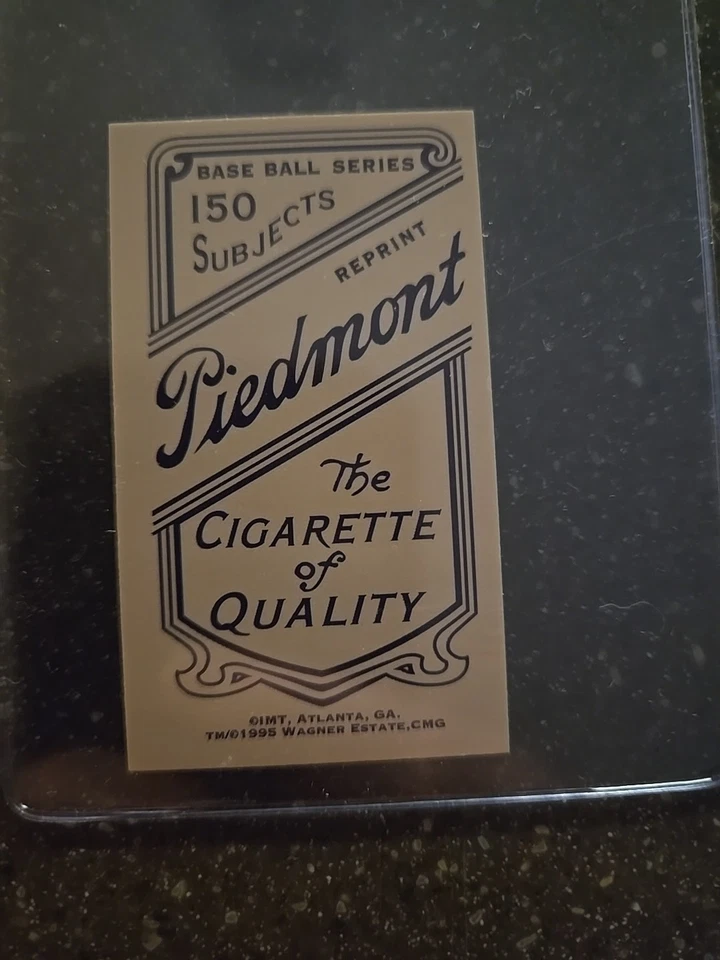 BASE BALL SERIES
150
SUBJECTS
REPRINT
Piedmont
The
CIGARETTE
of
QUALITY
©IMT, ATLANTA, GA.
TM/©1995 WAGNER ESTATE,CMG